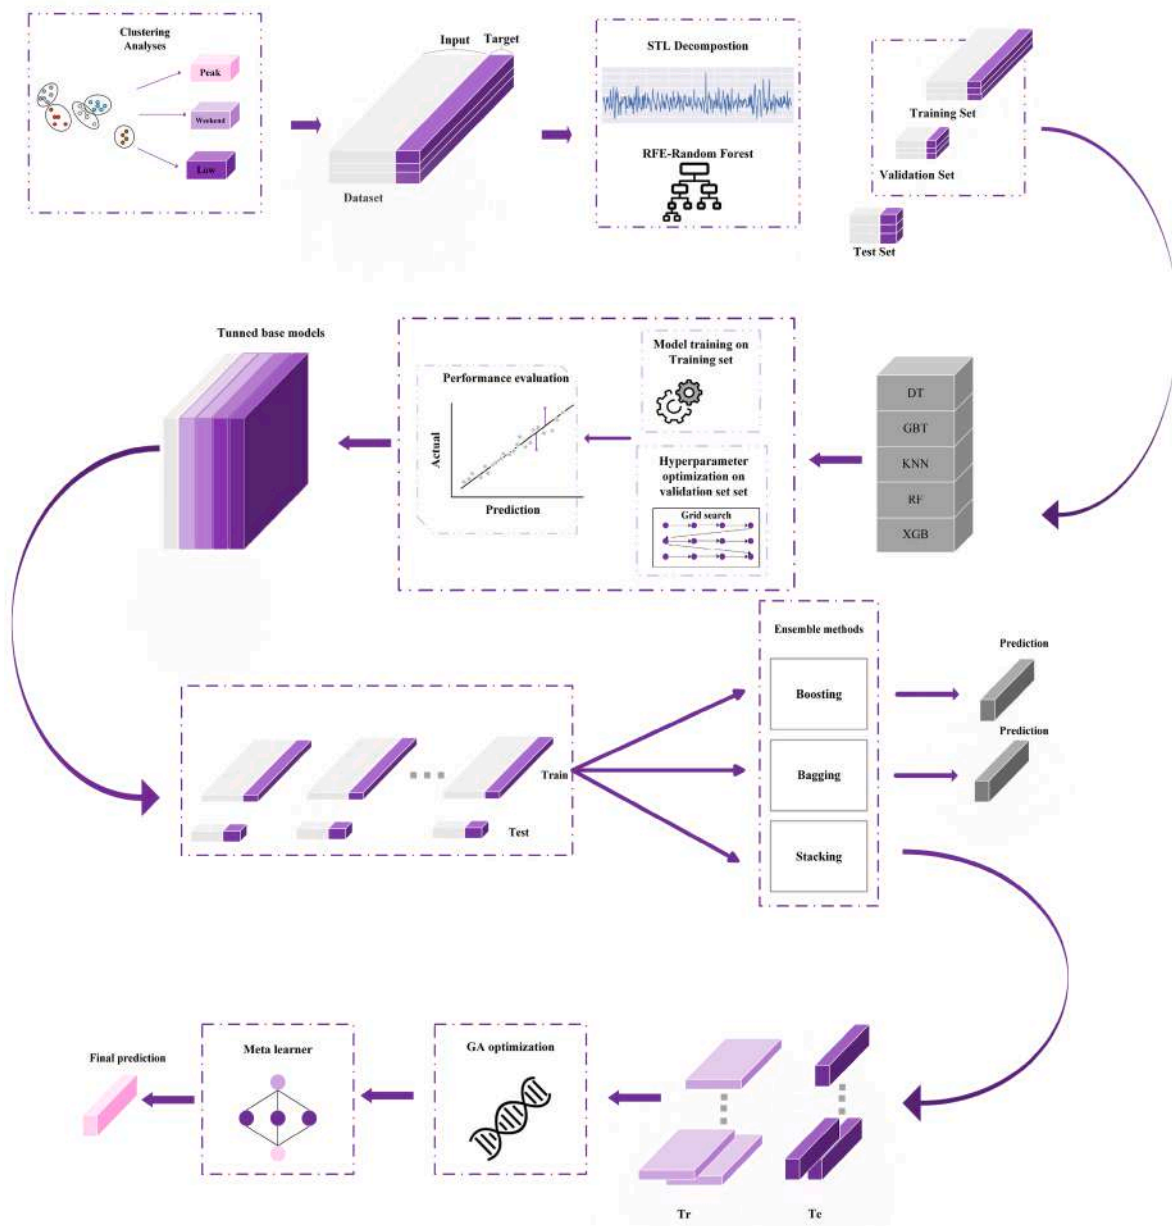 Clustering
Analyses
Peak
Weekend
Low
Input
Target
Dataset
STL Decompostion
RFE-Random Forest
Training Set
Validation Set
Test Set
Tunned base models
Performance evaluation
Actual
Prediction
Model training on
Training set
Hyperparameter
optimization on
validation set set
Grid search
DT
GBT
KNN
RF
XGB
Train
Test
Ensemble methods
Boosting
Bagging
Stacking
Prediction
Prediction
Final prediction
Meta learner
GA optimization
Tr
Te